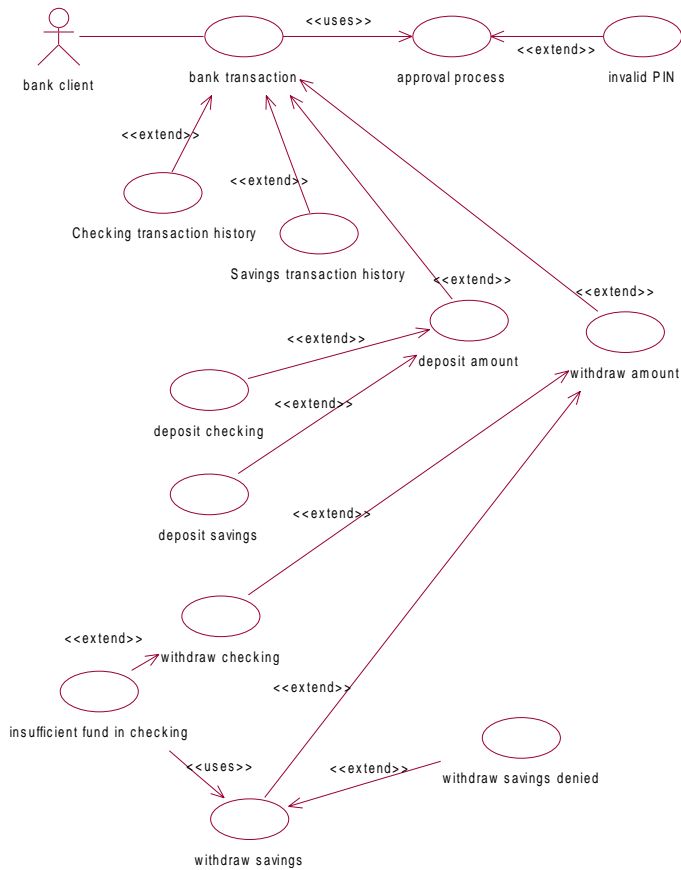 <<uses>>
<<extend>>
bank client
bank transaction
approval process
invalid PIN
<<extend>>
<<extend>>
Checking transaction history
Savings transaction history
<<extend>>
<<extend>>
<<extend>>
deposit amount
withdraw amount
<<extend>>
deposit checking
<<extend>>
deposit savings
<<extend>>
<<extend>>
withdraw checking
<<extend>>
insufficient fund in checking
<<uses>>
<<extend>>
withdraw savings denied
withdraw savings